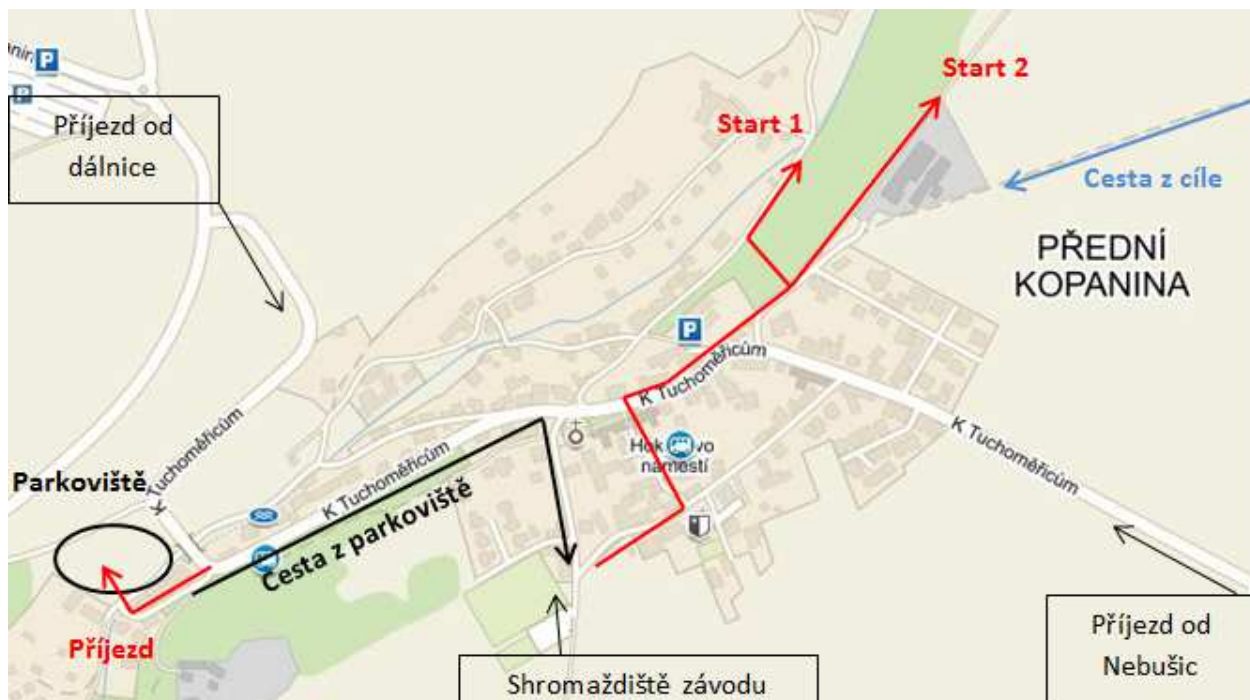 P
P
Příjezd od
dálnice
Start 2
Start 1
Cesta z cíle
PŘEDNÍ
KOPANINA
P
K Tuchoměřicům
K Tuchoměřicům
K Tuchoměřicům
K Tuchoměřicům
náměstí
Parkoviště
Cesta z parkoviště
Příjezd
Shromaždiště závodu
Příjezd od
Nebušic